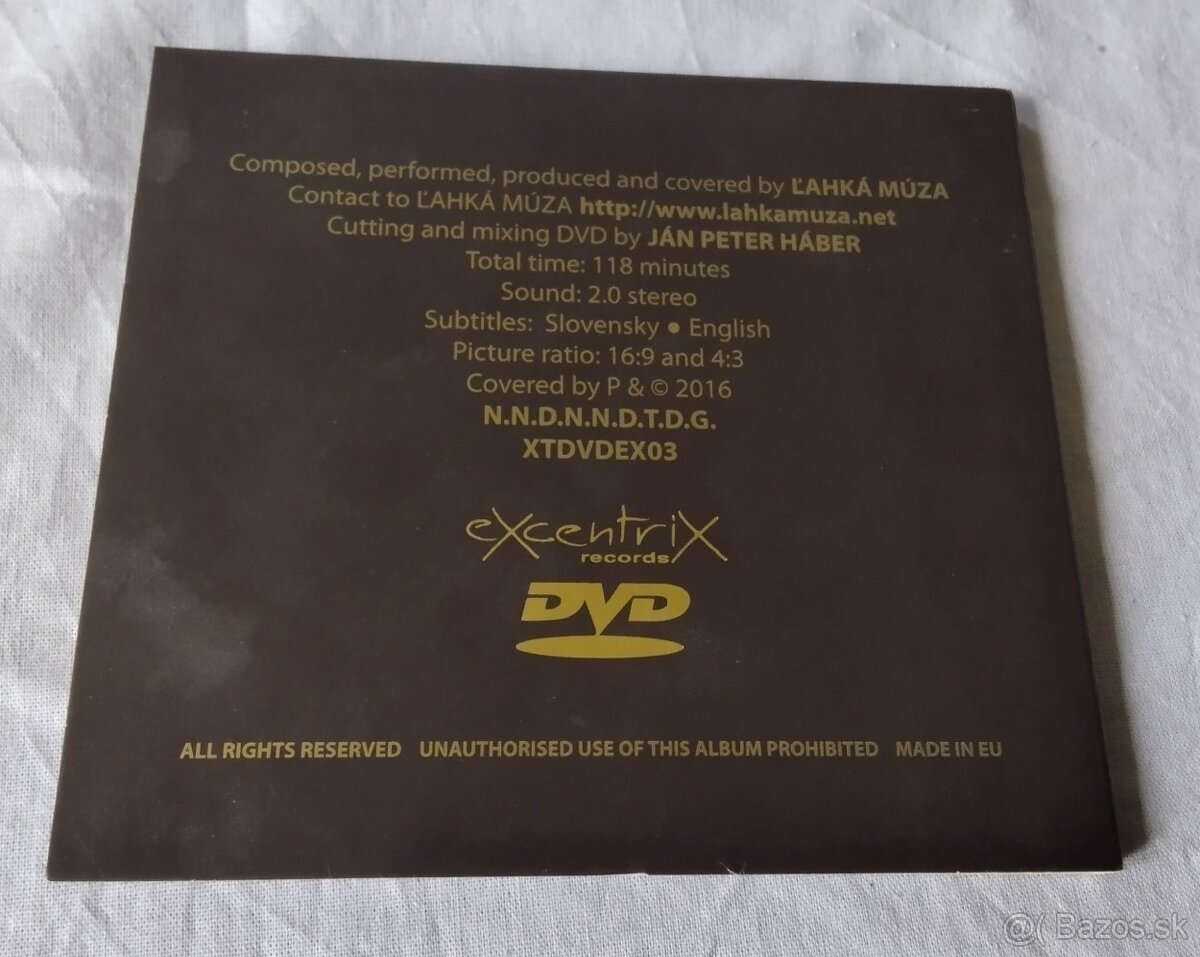 Composed, performed, produced and covered by ĽAHKÁ MÚZA
Contact to ĽAHKÁ MÚZA http://www.lahkamuza.net
Cutting and mixing DVD by JÁN PETER HÁBER
Total time: 118 minutes
Sound: 2.0 stereo
Subtitles: Slovensky ● English
Picture ratio: 16:9 and 4:3
Covered by P & © 2016
N.N.D.N.N.D.T.D.G.
XTDVDEX03
eXcentriX
records
DVD
ALL RIGHTS RESERVED UNAUTHORISED USE OF THIS ALBUM PROHIBITED MADE IN EU
@( Bazos.sk